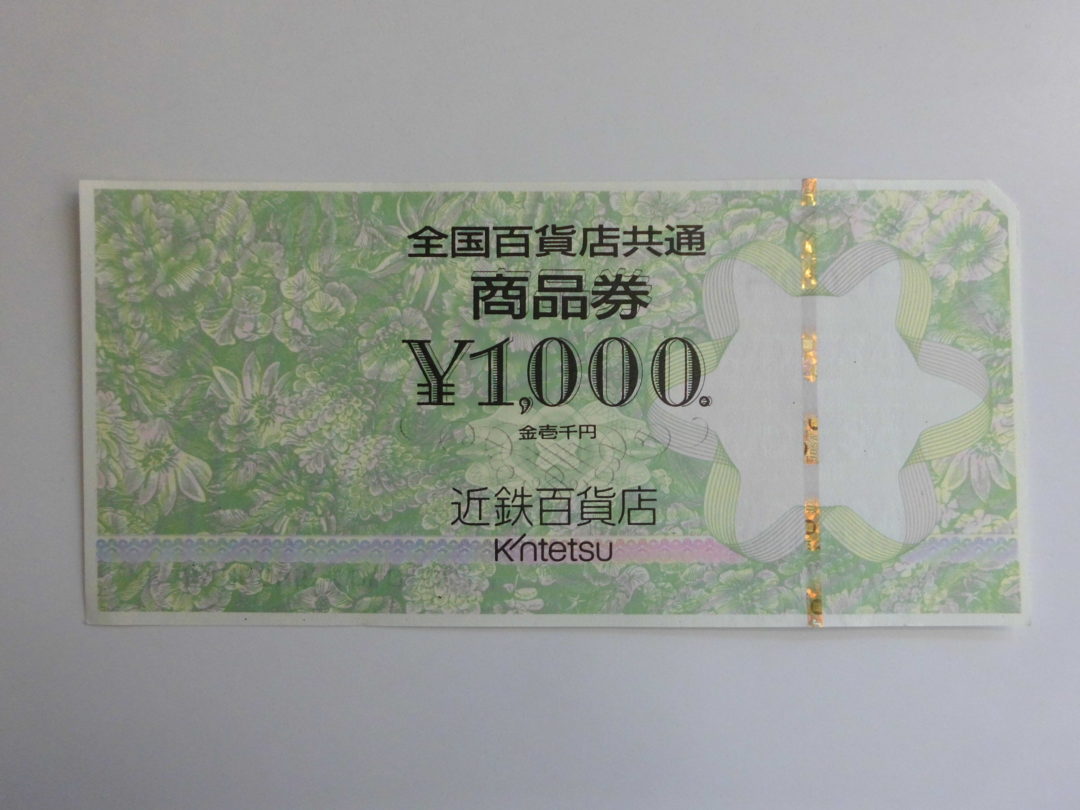 全国百貨店共通
商品券
¥1,000.
金壱千円
近鉄百貨店
Kintetsu